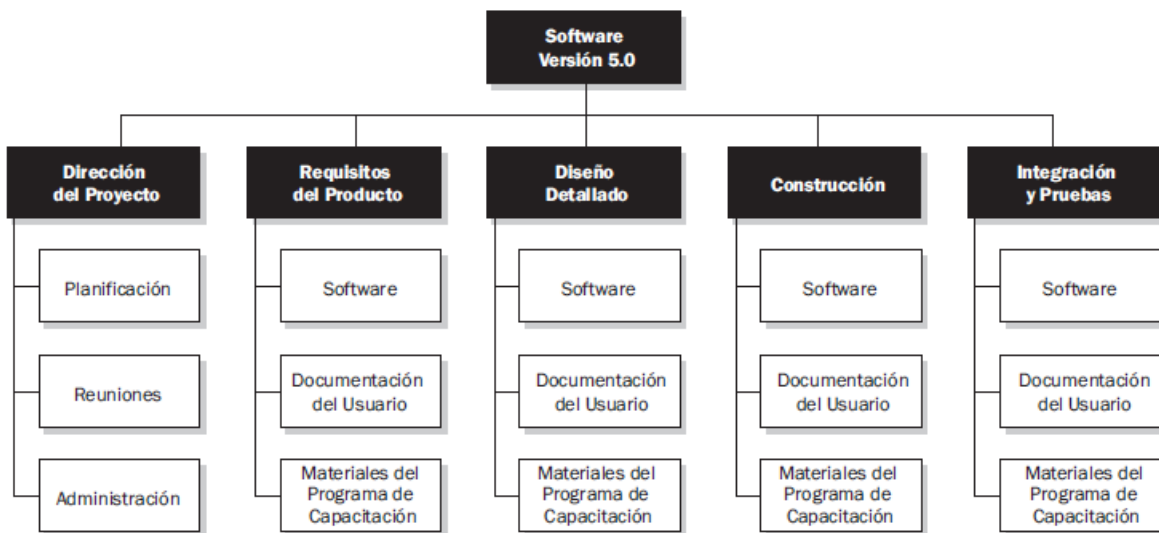 Software
Versión 5.0
Dirección
del Proyecto
Requisitos
del Producto
Diseño
Detallado
Construcción
Integración
y Pruebas
Planificación
Software
Software
Software
Software
Reuniones
Documentación
del Usuario
Documentación
del Usuario
Documentación
del Usuario
Documentación
del Usuario
Administración
Materiales del
Programa de
Capacitación
Materiales del
Programa de
Capacitación
Materiales del
Programa de
Capacitación
Materiales del
Programa de
Capacitación